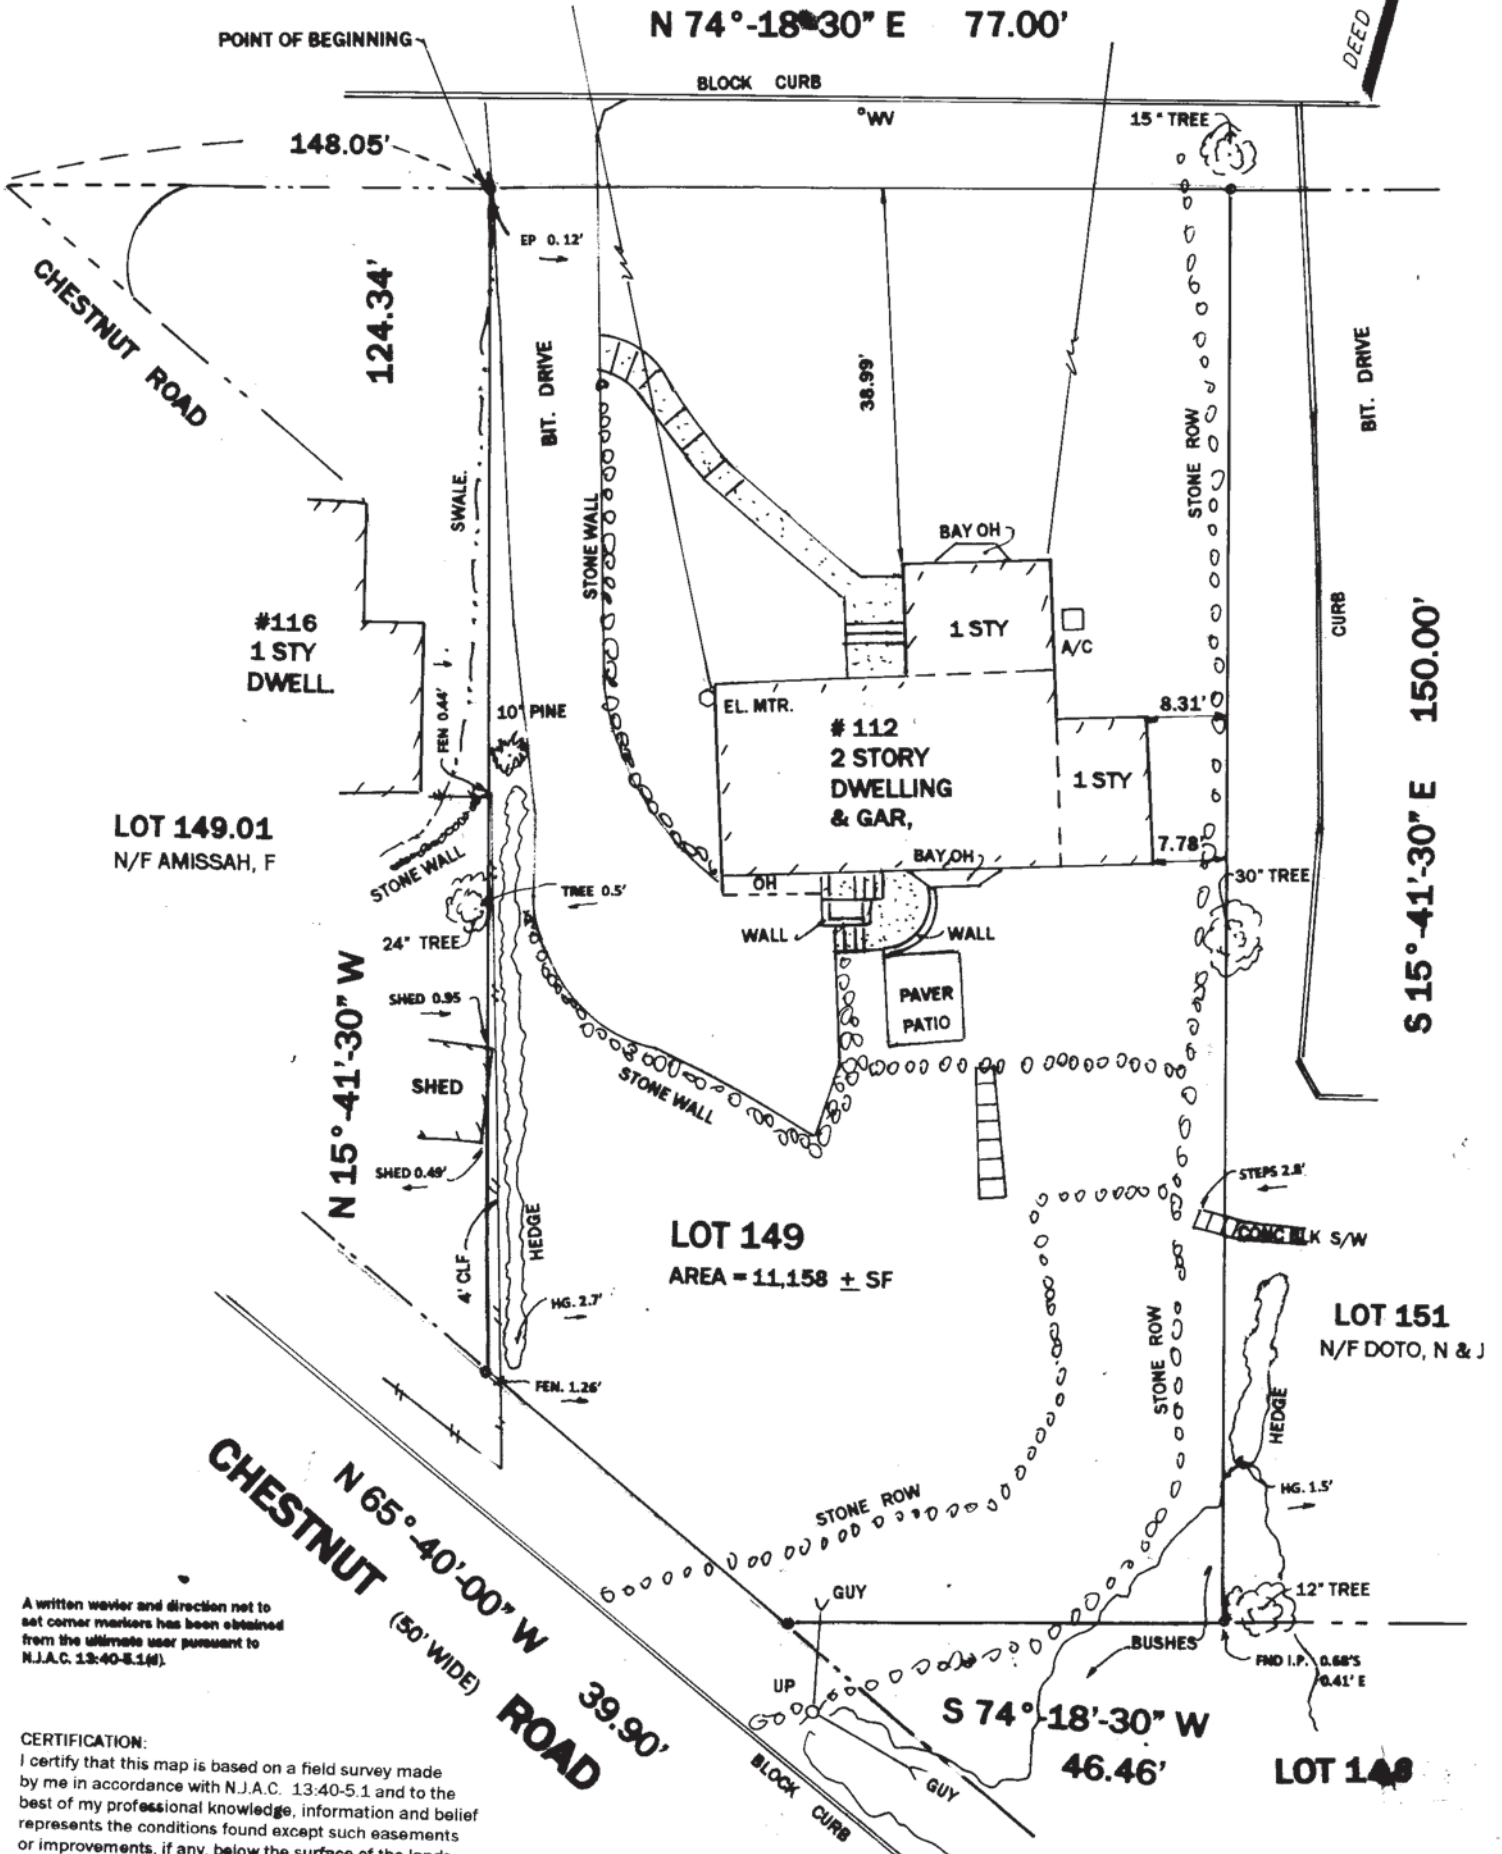 N 74°-18'30" E 77.00'
DEED
POINT OF BEGINNING
BLOCK CURB
°WV
15" TREE
148.05'
EP 0.12'
CHESTNUT ROAD
124.34'
BIT. DRIVE
38.99'
BIT. DRIVE
STONE ROW
SWALE.
STONE WALL
BAY OH
1 STY
A/C
CURB
#116
1 STY
DWELL.
FEN 0.44'
10" PINE
EL. MTR.
# 112
2 STORY
DWELLING
& GAR,
8.31'
1 STY
S 15°-41'-30" E 150.00'
LOT 149.01
N/F AMISSAH, F
STONE WALL
BAY OH
7.78'
OH
30" TREE
TREE 0.5'
24" TREE
WALL
WALL
PAVER
PATIO
N 15°-41'-30" W
SHED 0.95
SHED
STONE WALL
SHED 0.49'
STEPS 2.8'
CONC BLK S/W
HEDGE
LOT 149
AREA = 11,158 ± SF
4' CLF
HG. 2.7'
LOT 151
N/F DOTO, N & J
STONE ROW
HEDGE
FEN. 1.26'
HG. 1.5'
STONE ROW
N 65°-40'-00" W
39.90'
CHESTNUT
(50' WIDE)
ROAD
GUY
12" TREE
BUSHES
FND I.P. 0.68'S
0.41' E
UP
S 74°-18'-30" W
46.46'
LOT
GUY
BLOCK CURB
A written wavier and direction not to
set corner markers has been obtained
from the ultimate user pursuant to
N.J.A.C. 13:40-5.1(d).
CERTIFICATION:
I certify that this map is based on a field survey made
by me in accordance with N.J.A.C. 13:40-5.1 and to the
best of my professional knowledge, information and belief
represents the conditions found except such easements
or improvements, if any, below the surface of the lands